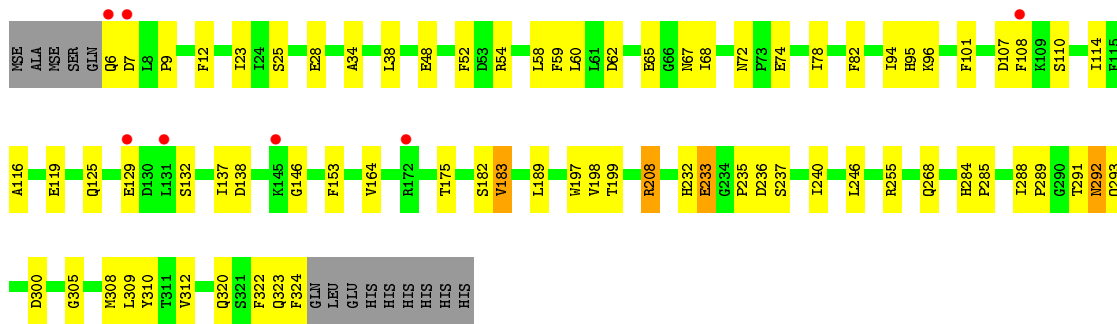 MSE ALA MSE SER GLN Q6 D7 L8 P9 F12 I23 I24 S25 E28 A34 L38 E48 F52 D53 R54 L58 F59 L60 L61 D62 E65 G66 N67 I68 N72 P73 E74 I78 F82 I94 H95 K96 F101 D107 F108 K109 S110 I114 E115
A116 E119 Q125 E129 D130 L131 S132 I137 D138 K145 G146 F153 V164 R172 T175 S182 V183 L189 W197 V198 T199 R208 H232 E233 G234 P235 D236 S237 I240 L246 R255 Q268 H284 P285 I288 P289 G290 T291 N292 D293
D300 G305 M308 L309 Y310 T311 V312 Q320 S321 F322 Q323 F324 GLN LEU GLU HIS HIS HIS HIS HIS HIS